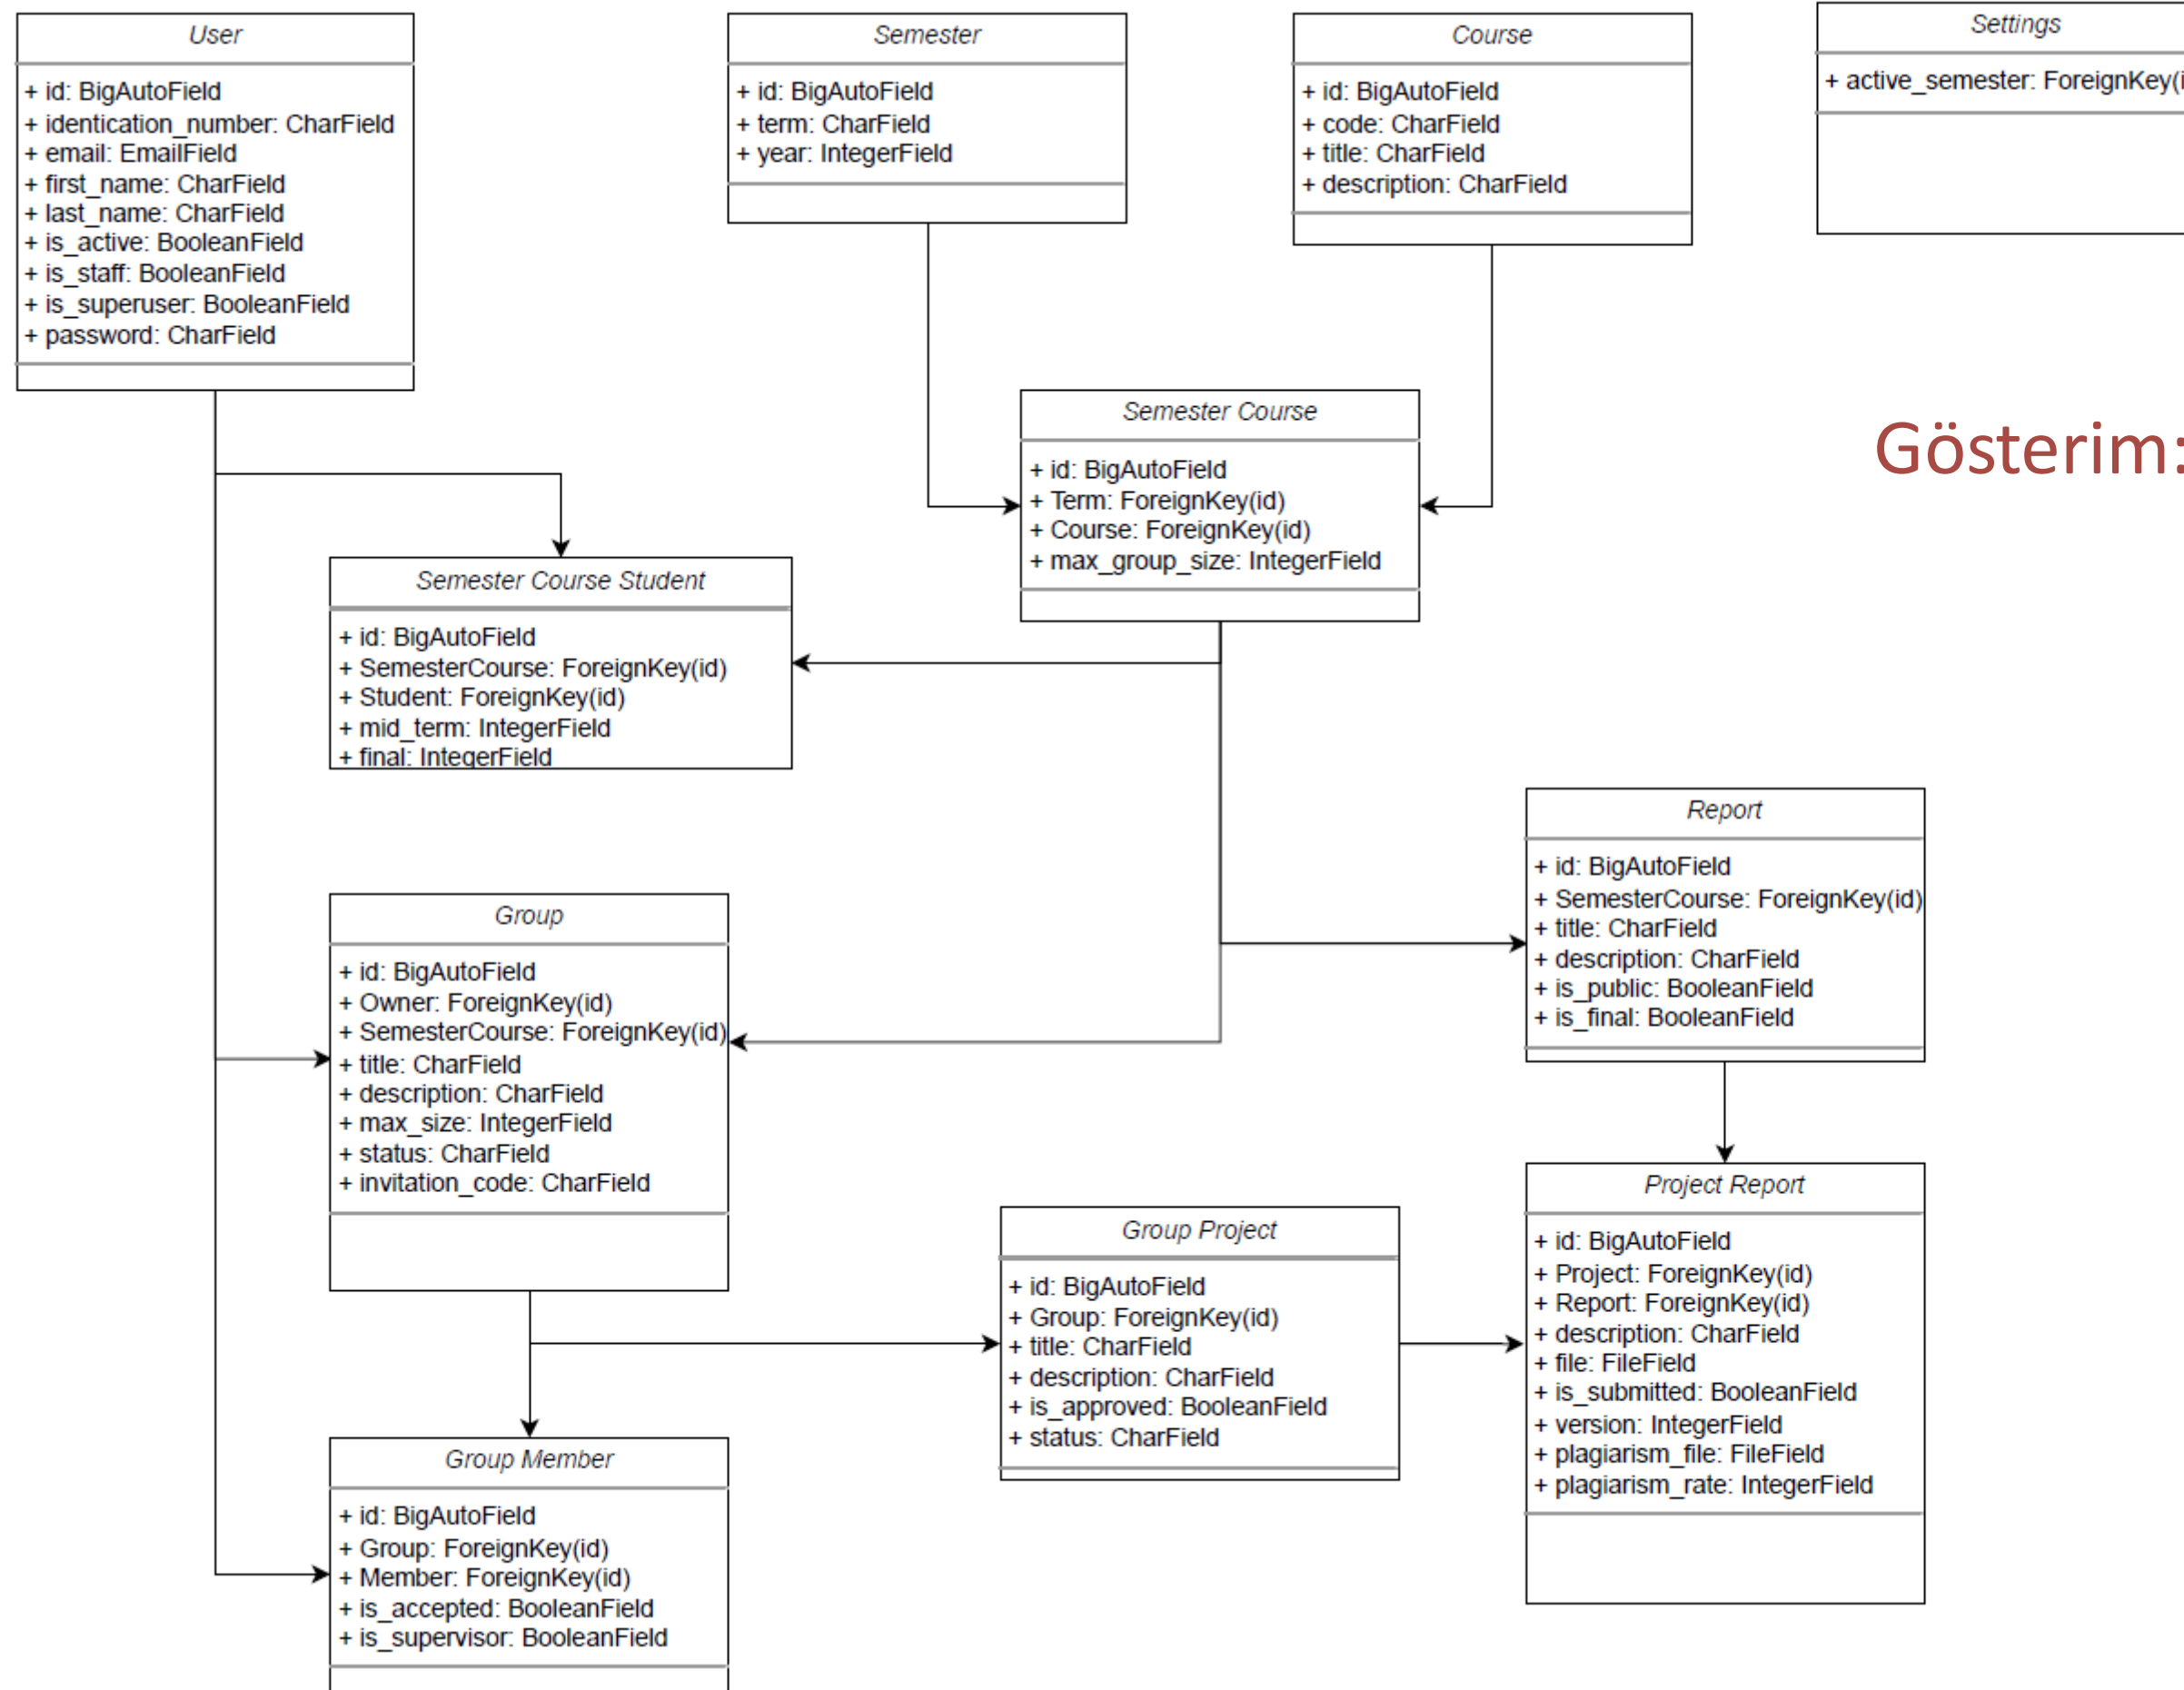 User
+ id: BigAutoField
+ identication_number: CharField
+ email: EmailField
+ first_name: CharField
+ last_name: CharField
+ is_active: BooleanField
+ is_staff: BooleanField
+ is_superuser: BooleanField
+ password: CharField
Semester
+ id: BigAutoField
+ term: CharField
+ year: IntegerField
Course
+ id: BigAutoField
+ code: CharField
+ title: CharField
+ description: CharField
Settings
+ active_semester: ForeignKey(i
Gösterim:
Semester Course
+ id: BigAutoField
+ Term: ForeignKey(id)
+ Course: ForeignKey(id)
+ max_group_size: IntegerField
Semester Course Student
+ id: BigAutoField
+ SemesterCourse: ForeignKey(id)
+ Student: ForeignKey(id)
+ mid_term: IntegerField
+ final: IntegerField
Report
+ id: BigAutoField
+ SemesterCourse: ForeignKey(id)
+ title: CharField
+ description: CharField
+ is_public: BooleanField
+ is_final: BooleanField
Group
+ id: BigAutoField
+ Owner: ForeignKey(id)
+ SemesterCourse: ForeignKey(id)
+ title: CharField
+ description: CharField
+ max_size: IntegerField
+ status: CharField
+ invitation_code: CharField
Group Project
+ id: BigAutoField
+ Group: ForeignKey(id)
+ title: CharField
+ description: CharField
+ is_approved: BooleanField
+ status: CharField
Project Report
+ id: BigAutoField
+ Project: ForeignKey(id)
+ Report: ForeignKey(id)
+ description: CharField
+ file: FileField
+ is_submitted: BooleanField
+ version: IntegerField
+ plagiarism_file: FileField
+ plagiarism_rate: IntegerField
Group Member
+ id: BigAutoField
+ Group: ForeignKey(id)
+ Member: ForeignKey(id)
+ is_accepted: BooleanField
+ is_supervisor: BooleanField